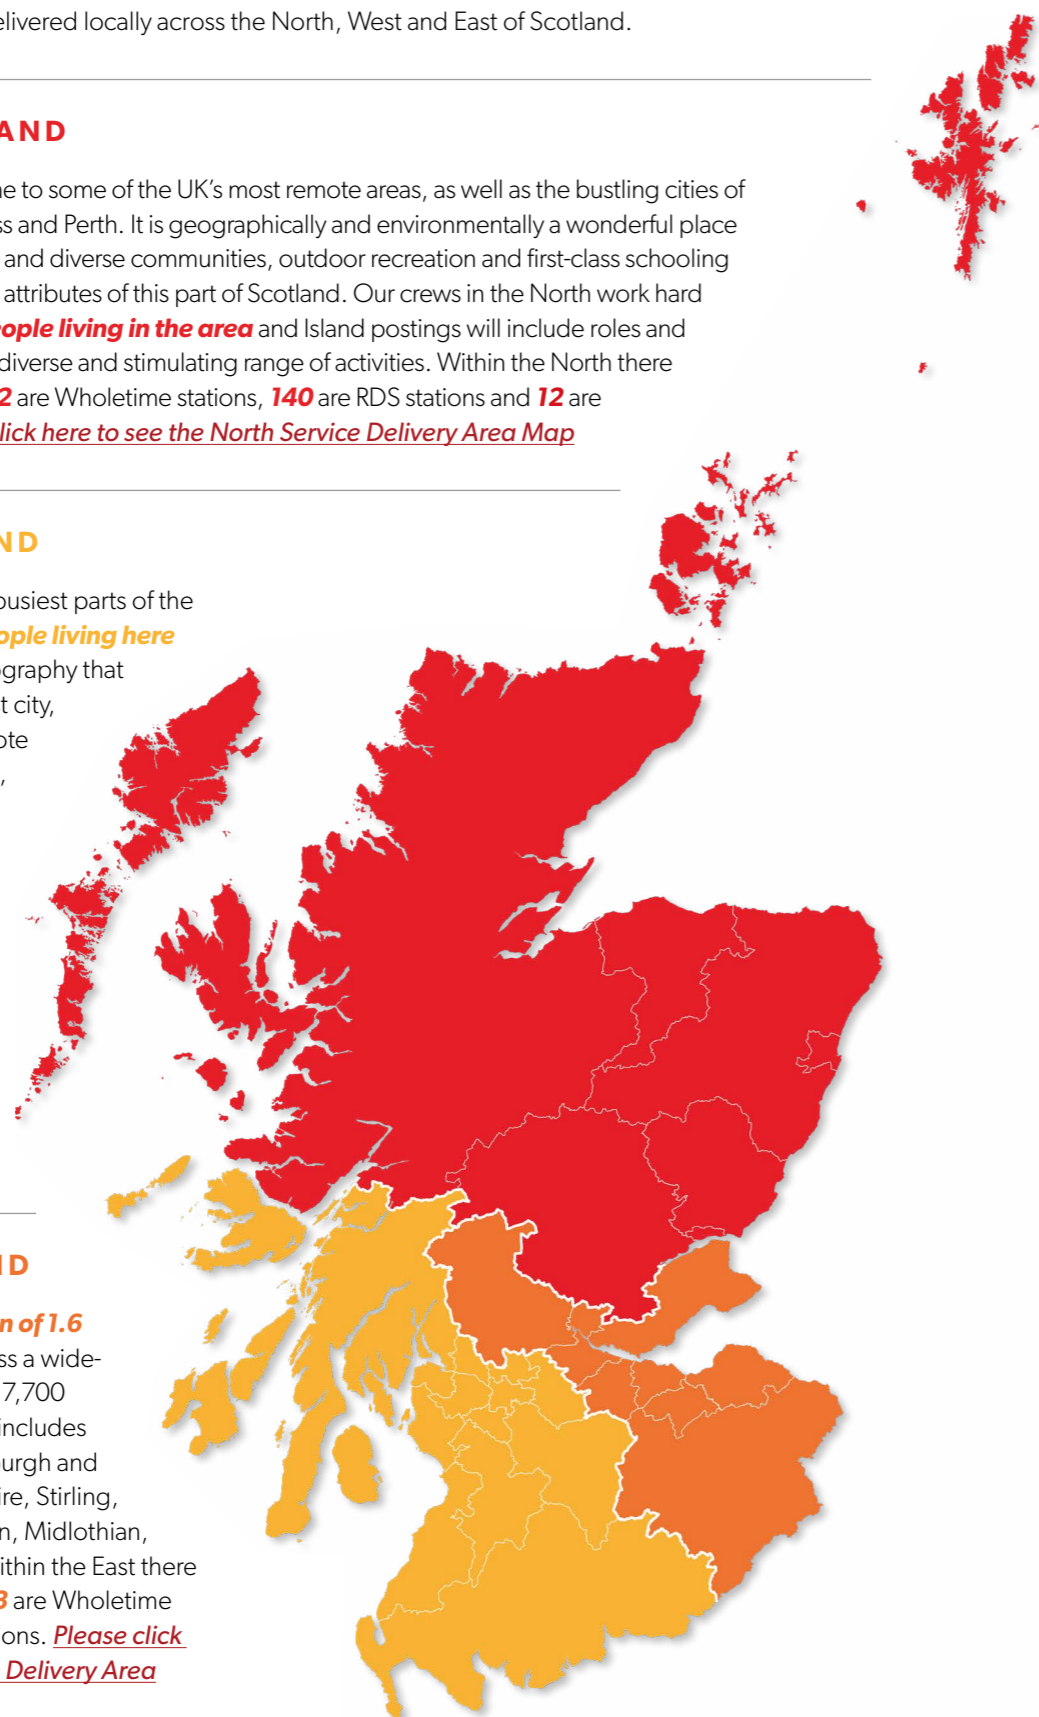 elivered locally across the North, West and East of Scotland.
AND
ne to some of the UK's most remote areas, as well as the bustling cities of
ss and Perth. It is geographically and environmentally a wonderful place
and diverse communities, outdoor recreation and first-class schooling
attributes of this part of Scotland. Our crews in the North work hard
eople living in the area and Island postings will include roles and
diverse and stimulating range of activities. Within the North there
2 are Wholetime stations, 140 are RDS stations and 12 are
lick here to see the North Service Delivery Area Map
ND
busiest parts of the
ople living here
ography that
t city,
ote
,
ND
n of 1.6
ss a wide-
17,700
includes
burgh and
ire, Stirling,
n, Midlothian,
ithin the East there
3 are Wholetime
ons. Please click
Delivery Area